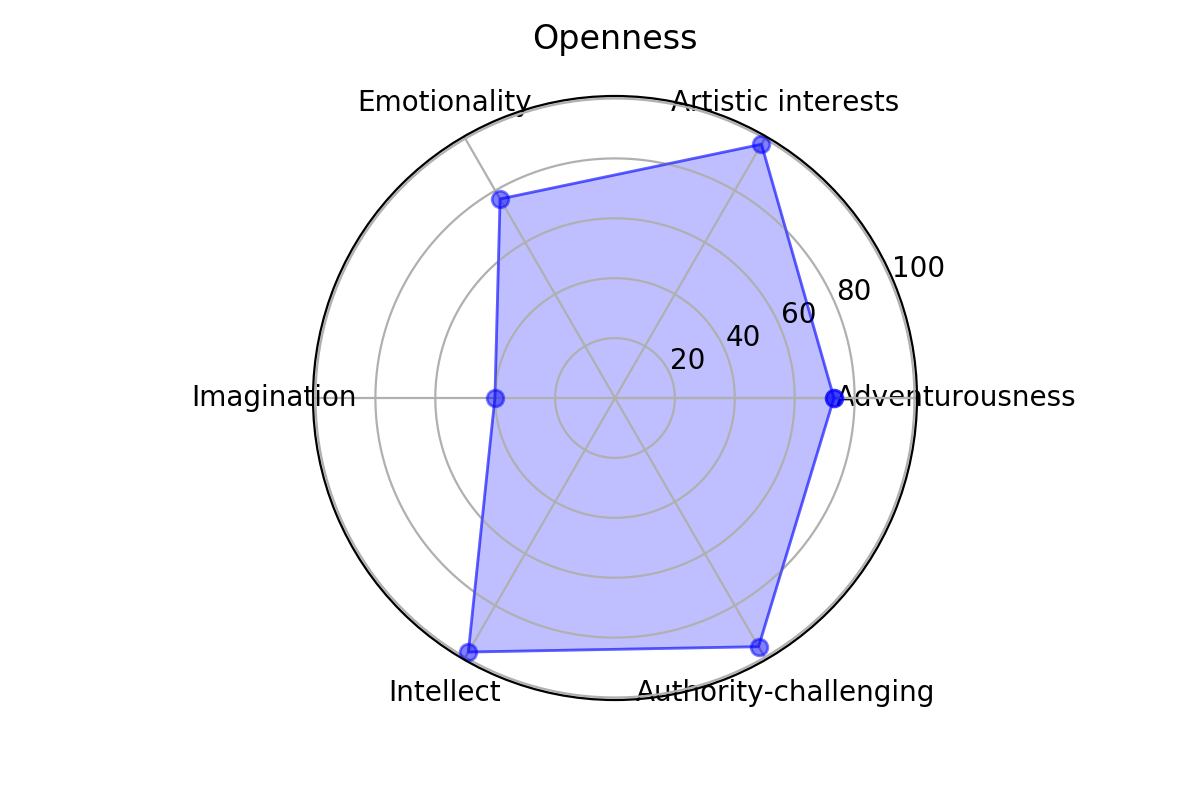 Openness
Emotionality
Artistic interests
100
80
60
40
20
Imagination
Adventurousness
Intellect
Authority-challenging